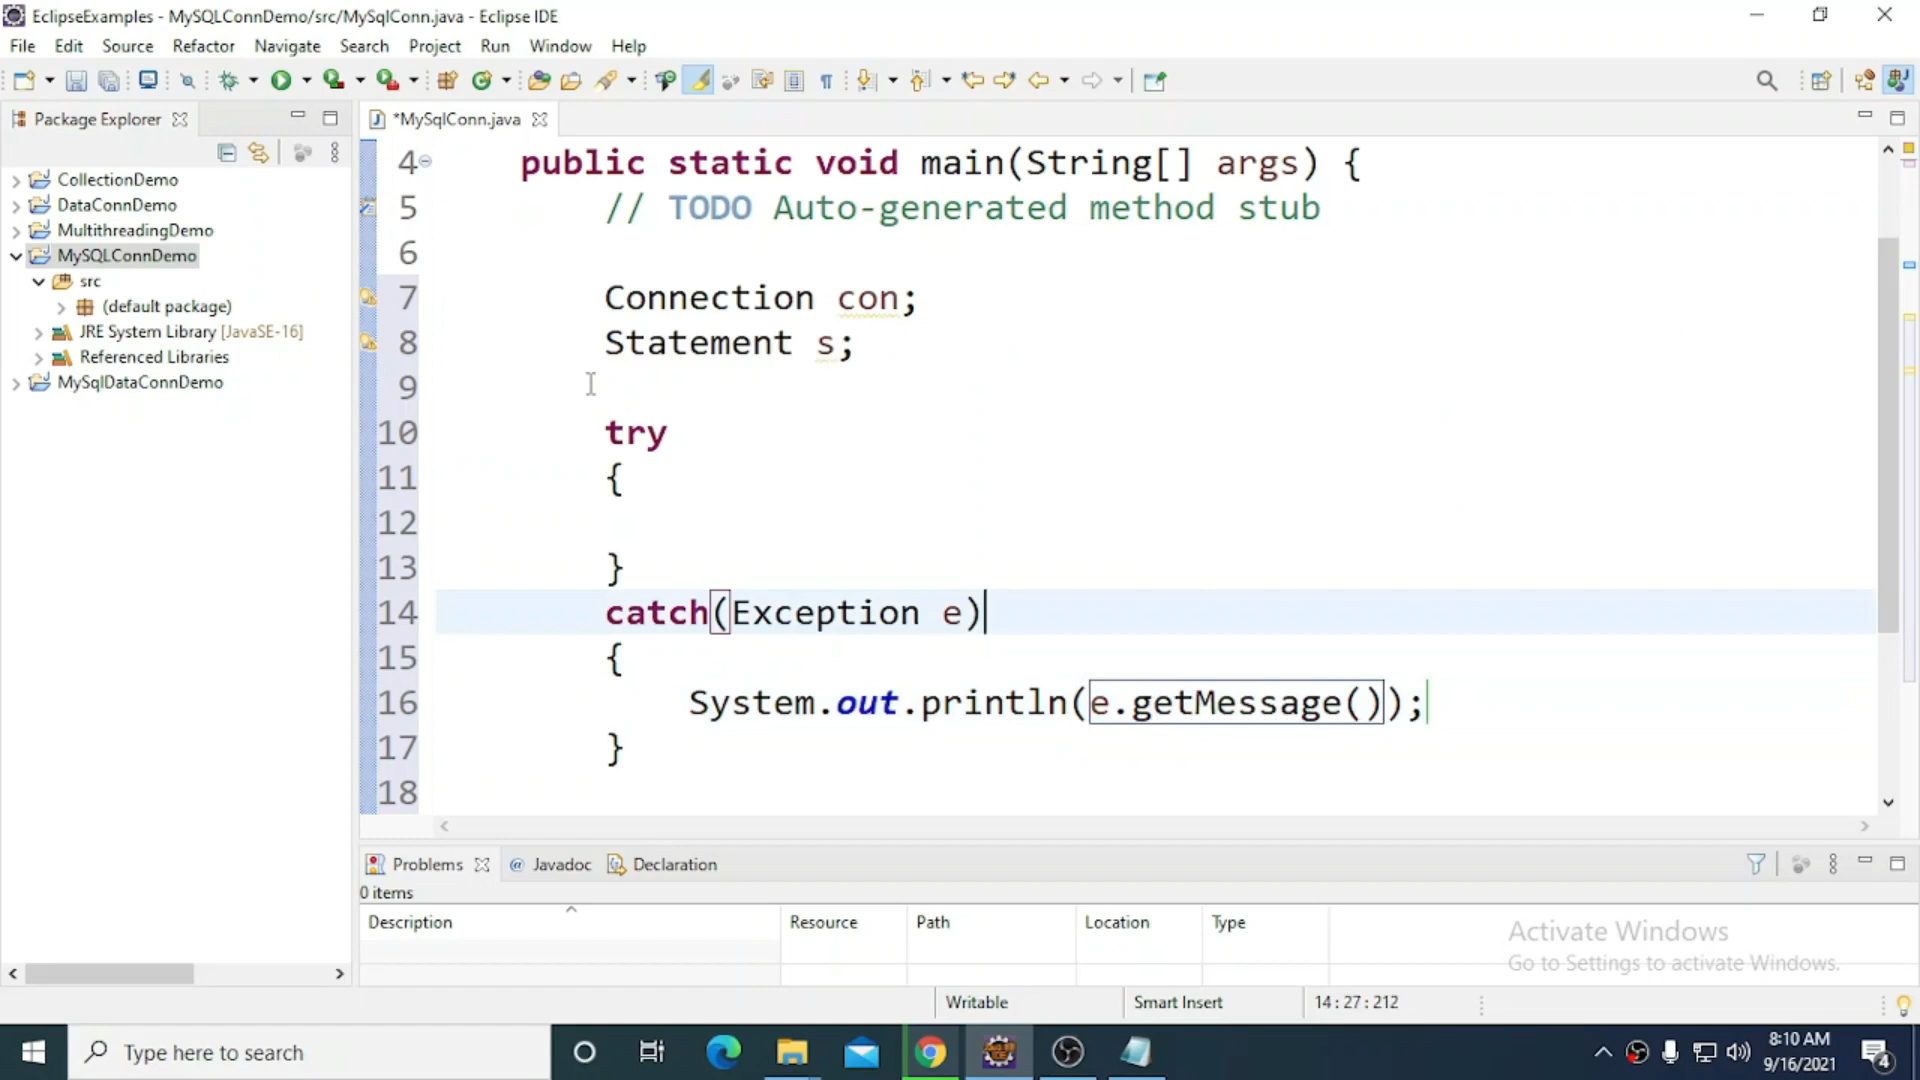 EclipseExamples - MySQLConnDemo/src/MySqlConn.java - Eclipse IDE
File Edit Source Refactor Navigate Search Project Run Window Help
Package Explorer
CollectionDemo
DataConnDemo
MultithreadingDemo
MySQLConnDemo
src
(default package)
JRE System Library [JavaSE-16]
Referenced Libraries
MySqlDataConnDemo
*MySqlConn.java
4 public static void main(String[] args) {
5 // TODO Auto-generated method stub
6
7 Connection con;
8 Statement s;
9
10 try
11 {
12
13 }
14 catch(Exception e)
15 {
16 System.out.println(e.getMessage());
17 }
18
Problems @ Javadoc Declaration
0 items
Description Resource Path Location Type
Activate Windows
Go to Settings to activate Windows.
Writable Smart Insert 14:27:212
Type here to search
8:10 AM
9/16/2021
4